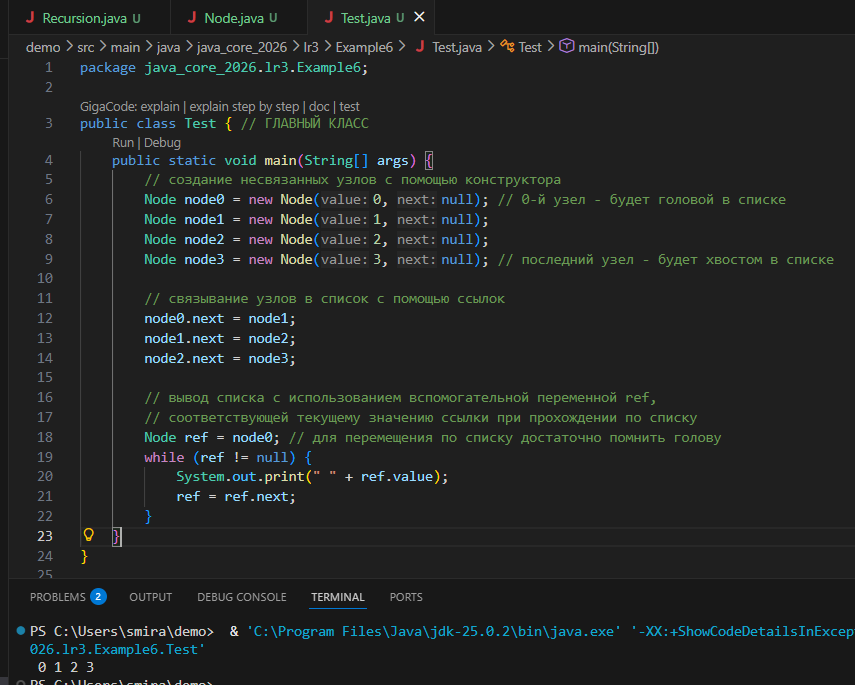 Recursion.java U Node.java U Test.java U
demo > src > main > java > java_core_2026 > lr3 > Example6 > Test.java > Test > main(String[])
1 package java_core_2026.lr3.Example6;
2
GigaCode: explain | explain step by step | doc | test
3 public class Test { // ГЛАВНЫЙ КЛАСС
Run | Debug
4 public static void main(String[] args) {
5 // создание несвязанных узлов с помощью конструктора
6 Node node0 = new Node(value: 0, next: null); // 0-й узел - будет головой в списке
7 Node node1 = new Node(value: 1, next: null);
8 Node node2 = new Node(value: 2, next: null);
9 Node node3 = new Node(value: 3, next: null); // последний узел - будет хвостом в списке
10
11 // связывание узлов в список с помощью ссылок
12 node0.next = node1;
13 node1.next = node2;
14 node2.next = node3;
15
16 // вывод списка с использованием вспомогательной переменной ref,
17 // соответствующей текущему значению ссылки при прохождении по списку
18 Node ref = node0; // для перемещения по списку достаточно помнить голову
19 while (ref != null) {
20 System.out.print(" " + ref.value);
21 ref = ref.next;
22 }
23 }
24 }
25
PROBLEMS 2 OUTPUT DEBUG CONSOLE TERMINAL PORTS
PS C:\Users\smira\demo> & 'C:\Program Files\Java\jdk-25.0.2\bin\java.exe' '-XX:+ShowCodeDetailsInExcep
026.lr3.Example6.Test'
0 1 2 3
PS C:\Users\smira\demo>